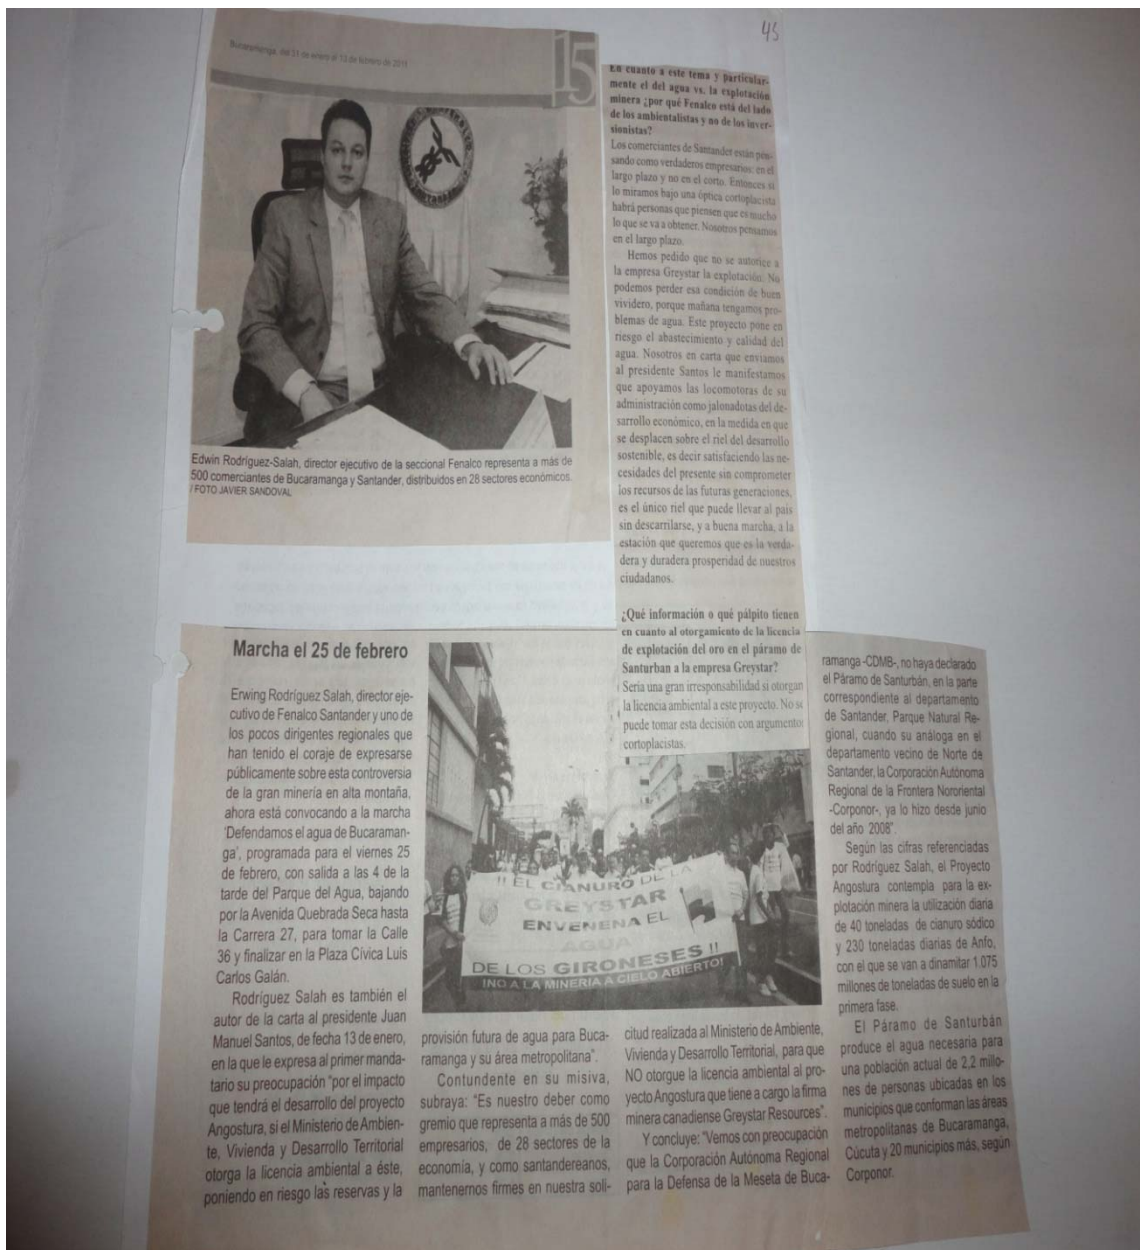 45
Bucaramanga, del 31 de enero al 13 de febrero de 2011
15
Edwin Rodríguez-Salah, director ejecutivo de la seccional Fenalco representa a más de
500 comerciantes de Bucaramanga y Santander, distribuidos en 28 sectores económicos.
/ FOTO JAVIER SANDOVAL
En cuanto a este tema y particular-
mente el del agua vs. la explotación
minera ¿por qué Fenalco está del lado
de los ambientalistas y no de los inver-
sionistas?
Los comerciantes de Santander están pen-
sando como verdaderos empresarios: en el
largo plazo y no en el corto. Entonces si
lo miramos bajo una óptica cortoplacista
habrá personas que piensen que es mucho
lo que se va a obtener. Nosotros pensamos
en el largo plazo.
Hemos pedido que no se autorice a
la empresa Greystar la explotación. No
podemos perder esa condición de buen
vividero, porque mañana tengamos pro-
blemas de agua. Este proyecto pone en
riesgo el abastecimiento y calidad del
agua. Nosotros en carta que enviamos
al presidente Santos le manifestamos
que apoyamos las locomotoras de su
administración como jalonadotas del de-
sarrollo económico, en la medida en que
se desplacen sobre el riel del desarrollo
sostenible, es decir satisfaciendo las ne-
cesidades del presente sin comprometer
los recursos de las futuras generaciones,
es el único riel que puede llevar al país
sin descarrilarse, y a buena marcha, a la
estación que queremos que es la verda-
dera y duradera prosperidad de nuestros
ciudadanos.
¿Qué información o qué pálpito tienen
en cuanto al otorgamiento de la licencia
de explotación del oro en el páramo de
Santurban a la empresa Greystar?
Sería una gran irresponsabilidad si otorgan
la licencia ambiental a este proyecto. No se
puede tomar esta decisión con argumentos
cortoplacistas.
Marcha el 25 de febrero
Erwing Rodríguez Salah, director eje-
cutivo de Fenalco Santander y uno de
los pocos dirigentes regionales que
han tenido el coraje de expresarse
públicamente sobre esta controversia
de la gran minería en alta montaña,
ahora está convocando a la marcha
'Defendamos el agua de Bucaraman-
ga', programada para el viernes 25
de febrero, con salida a las 4 de la
tarde del Parque del Agua, bajando
por la Avenida Quebrada Seca hasta
la Carrera 27, para tomar la Calle
36 y finalizar en la Plaza Cívica Luis
Carlos Galán.
Rodríguez Salah es también el
autor de la carta al presidente Juan
Manuel Santos, de fecha 13 de enero,
en la que le expresa al primer manda-
tario su preocupación "por el impacto
que tendrá el desarrollo del proyecto
Angostura, si el Ministerio de Ambien-
te, Vivienda y Desarrollo Territorial
otorga la licencia ambiental a éste,
poniendo en riesgo las reservas y la
!! EL CIANURO DE LA
GREYSTAR
ENVENENA EL
AGUA
DE LOS GIRONESES !!
!NO A LA MINERIA A CIELO ABIERTO!
provisión futura de agua para Buca-
ramanga y su área metropolitana".
Contundente en su misiva,
subraya: "Es nuestro deber como
gremio que representa a más de 500
empresarios, de 28 sectores de la
economía, y como santandereanos,
mantenernos firmes en nuestra soli-
citud realizada al Ministerio de Ambiente,
Vivienda y Desarrollo Territorial, para que
NO otorgue la licencia ambiental al pro-
yecto Angostura que tiene a cargo la firma
minera canadiense Greystar Resources".
Y concluye: "Vemos con preocupación
que la Corporación Autónoma Regional
para la Defensa de la Meseta de Buca-
ramanga -CDMB-, no haya declarado
el Páramo de Santurbán, en la parte
correspondiente al departamento
de Santander, Parque Natural Re-
gional, cuando su análoga en el
departamento vecino de Norte de
Santander, la Corporación Autónoma
Regional de la Frontera Nororiental
-Corponor-, ya lo hizo desde junio
del año 2008".
Según las cifras referenciadas
por Rodríguez Salah, el Proyecto
Angostura contempla para la ex-
plotación minera la utilización diaria
de 40 toneladas de cianuro sódico
y 230 toneladas diarias de Anfo,
con el que se van a dinamitar 1.075
millones de toneladas de suelo en la
primera fase.
El Páramo de Santurbán
produce el agua necesaria para
una población actual de 2,2 millo-
nes de personas ubicadas en los
municipios que conforman las áreas
metropolitanas de Bucaramanga,
Cúcuta y 20 municipios más, según
Corponor.